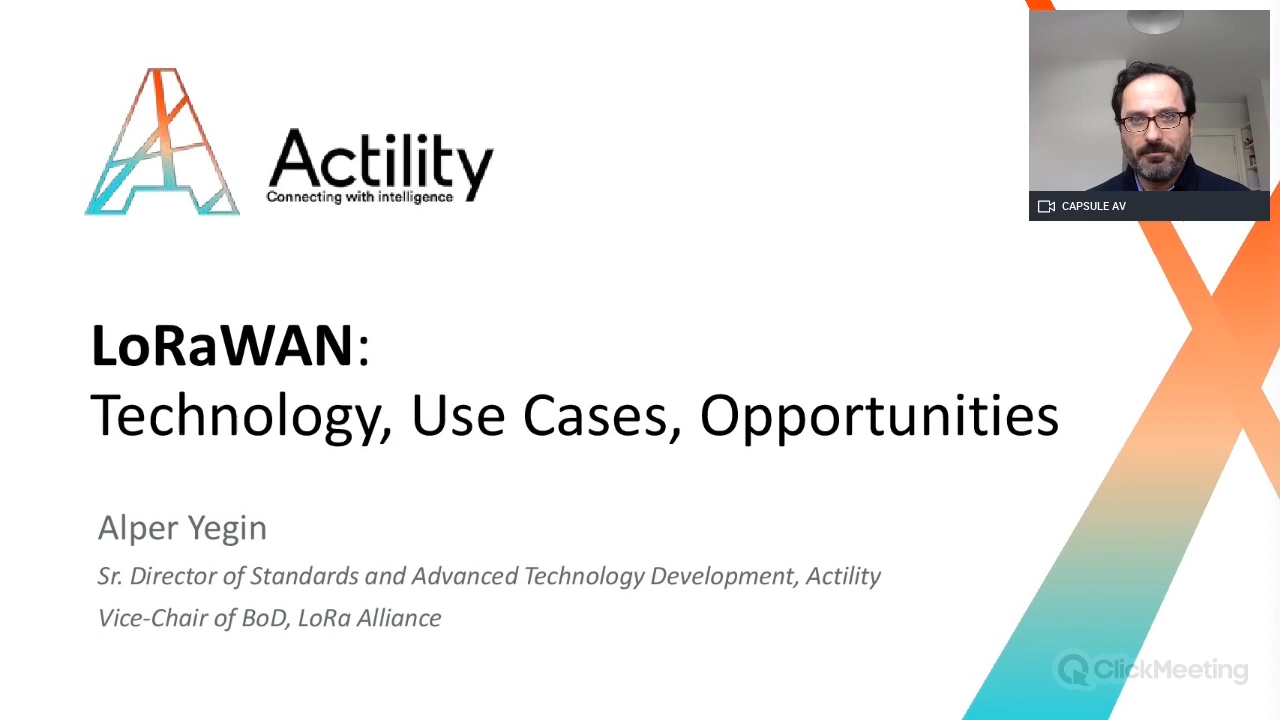 Actility
Connecting with intelligence
CAPSULE AV
LoRaWAN:
Technology, Use Cases, Opportunities
Alper Yegin
Sr. Director of Standards and Advanced Technology Development, Actility
Vice-Chair of BoD, LoRa Alliance
ClickMeeting